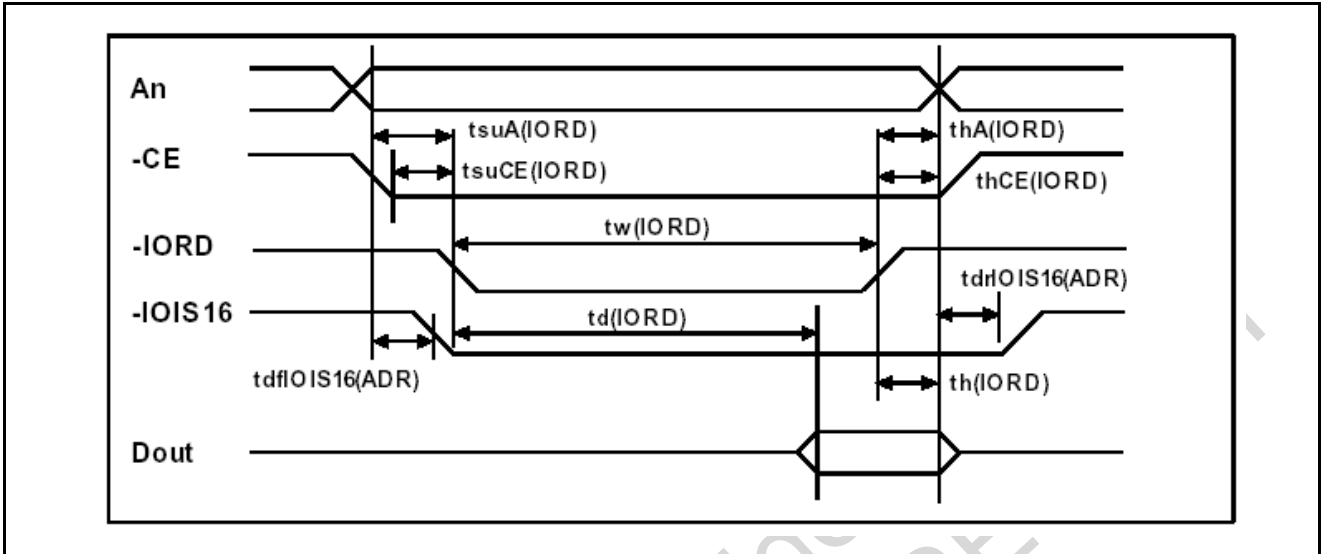 An
tsuA(IORD)
thA(IORD)
-CE
tsuCE(IORD)
thCE(IORD)
tw(IORD)
-IORD
tdrIOIS16(ADR)
-IOIS16
td(IORD)
tdfIOIS16(ADR)
th(IORD)
Dout